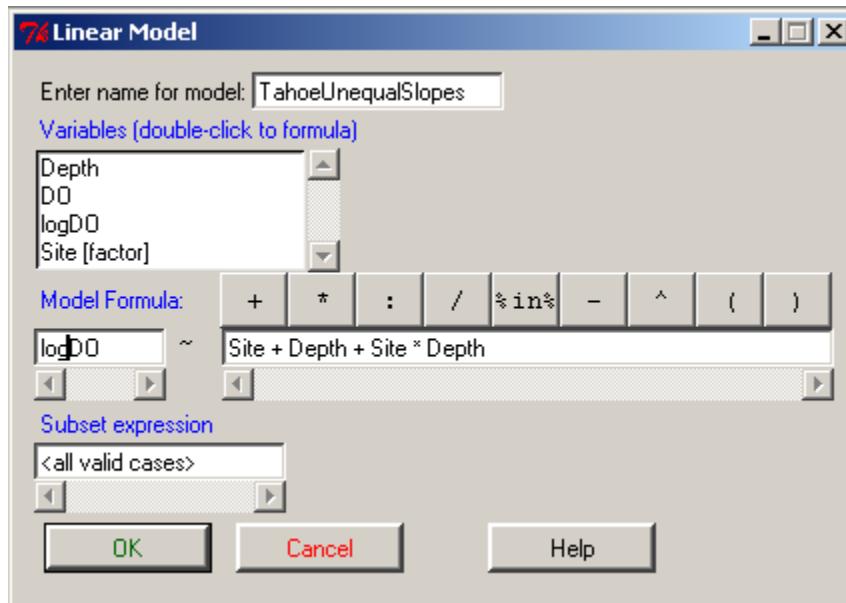 Linear Model
Enter name for model: TahoeUnequalSlopes
Variables (double-click to formula)
Depth
DO
logDO
Site [factor]
Model Formula: + * : / %in% - ^ ( )
logDO ~ Site + Depth + Site * Depth
Subset expression
<all valid cases>
OK Cancel Help